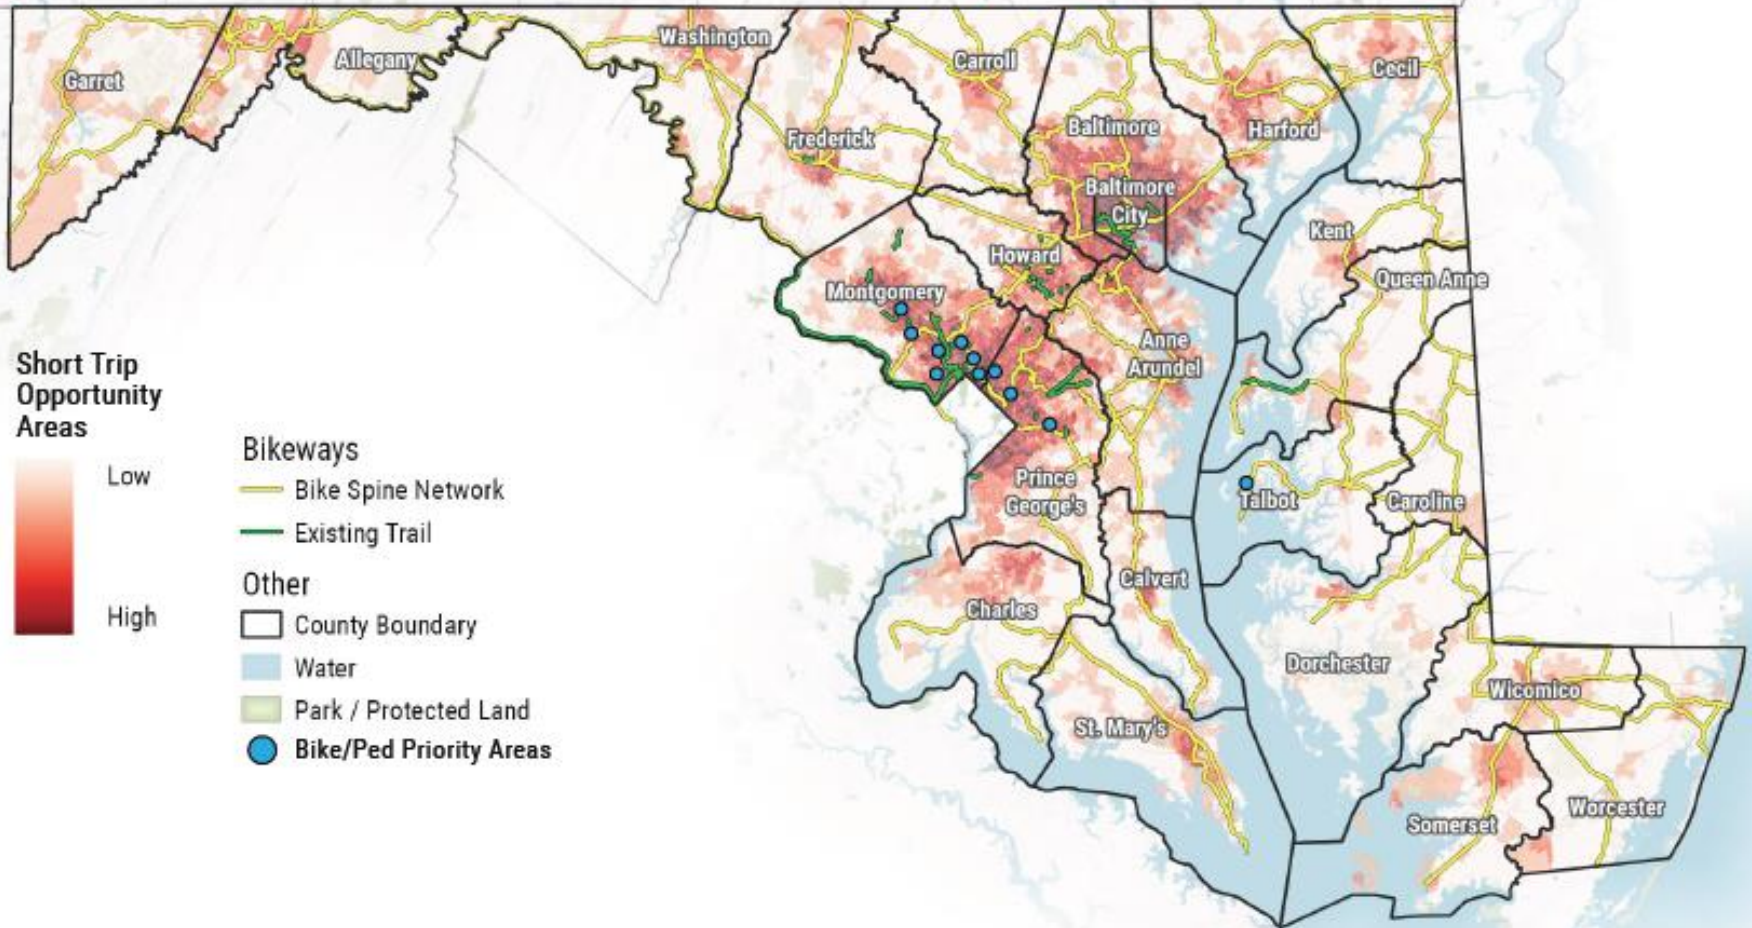 Washington
Allegany
Garret
Carroll
Cecil
Baltimore
Harford
Frederick
Baltimore
City
Kent
Howard
Queen Anne
Montgomery
Anne
Arundel
Prince
George's
Talbot
Caroline
Calvert
Charles
Dorchester
Wicomico
St. Mary's
Worcester
Somerset
Short Trip
Opportunity
Areas
Low
High
Bikeways
Bike Spine Network
Existing Trail
Other
County Boundary
Water
Park / Protected Land
Bike/Ped Priority Areas